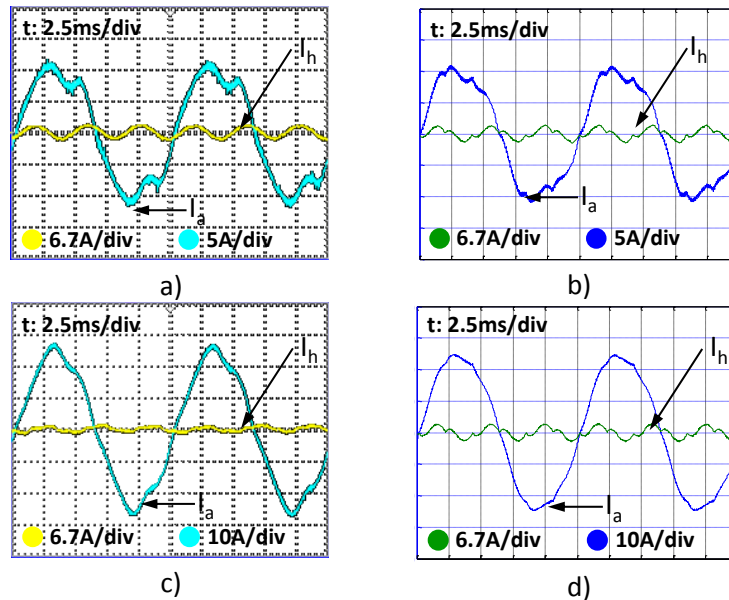 t: 2.5ms/div
I_h
I_a
6.7A/div 5A/div
a)
t: 2.5ms/div
I_h
I_a
6.7A/div 5A/div
b)
t: 2.5ms/div
I_h
I_a
6.7A/div 10A/div
c)
t: 2.5ms/div
I_h
I_a
6.7A/div 10A/div
d)